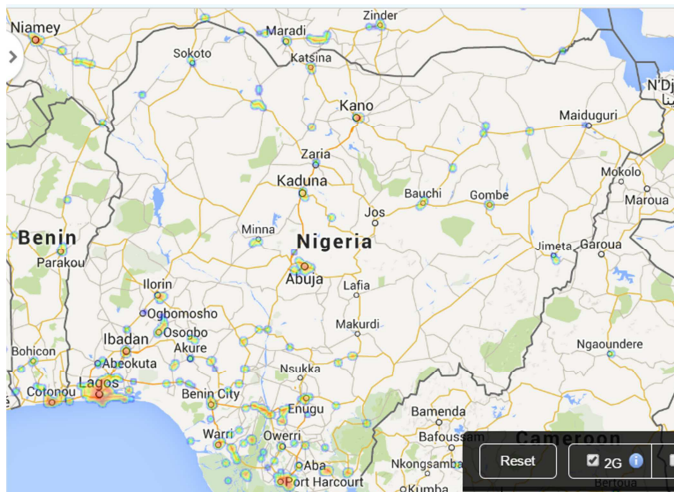 Zinder
Niamey
Maradi
Sokoto
Katsina
N'Dj
Kano
Maiduguri
Zaria
Kaduna
Mokolo
Bauchi
Gombe
Maroua
Jos
Minna
Nigeria
Benin
Jimeta
Garoua
Parakou
Abuja
Ilorin
Lafia
Ogbomosho
Osogbo
Makurdi
Ibadan
Akure
Ngaoundere
Bohicon
Abeokuta
Nsukka
Lagos
Cotonou
Benin City
Enugu
Bamenda
Warri
Owerri
Bafoussam
Cameroon
Aba
Nkongsamba
Reset
2G
Port Harcourt
Bertoua
Kumba